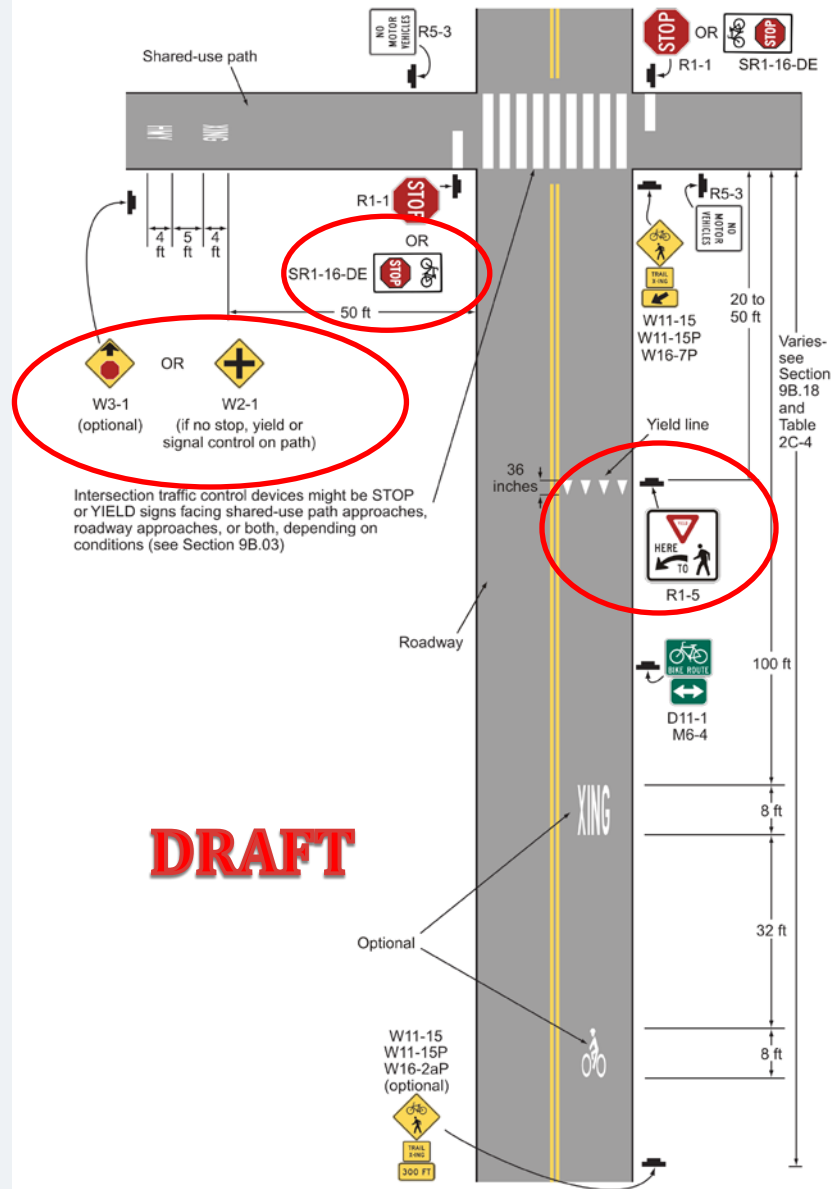 NO
MOTOR
VEHICLES
R5-3
Shared-use path
STOP
OR
STOP
R1-1
SR1-16-DE
HWY
XING
R1-1
STOP
OR
SR1-16-DE
STOP
4
ft
5
ft
4
ft
50 ft
R5-3
NO
MOTOR
VEHICLES
TRAIL
X-ING
W11-15
W11-15P
W16-7P
20 to
50 ft
Varies-
see
Section
9B.18
and
Table
2C-4
OR
W3-1
(optional)
W2-1
(if no stop, yield or
signal control on path)
Yield line
36
inches
Intersection traffic control devices might be STOP
or YIELD signs facing shared-use path approaches,
roadway approaches, or both, depending on
conditions (see Section 9B.03)
YIELD
HERE
TO
R1-5
Roadway
BIKE ROUTE
D11-1
M6-4
100 ft
XING
8 ft
DRAFT
32 ft
Optional
8 ft
W11-15
W11-15P
W16-2aP
(optional)
TRAIL
X-ING
300 FT